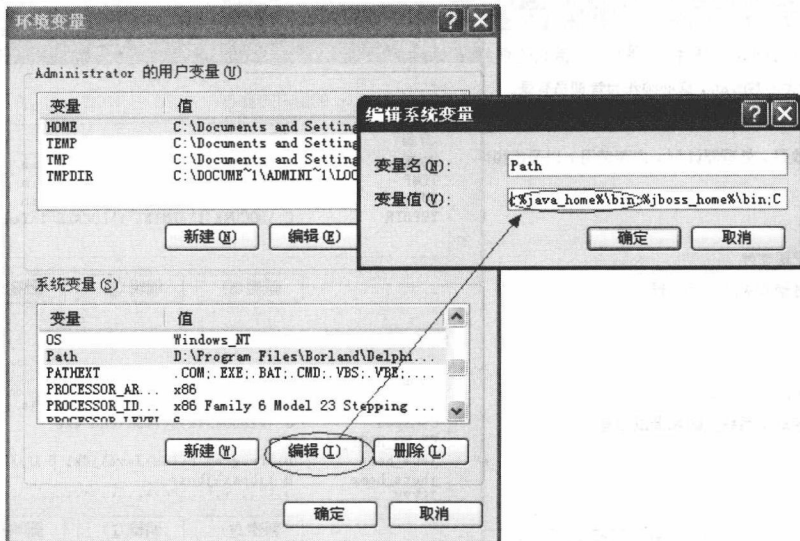 环境变量
Administrator 的用户变量(U)
变量 值
HOME C:\Documents and Setting
TEMP C:\Documents and Setting
TMP C:\Documents and Setting
TMPDIR C:\DOCUME~1\ADMINI~1\LOC
新建(N) 编辑(E)
系统变量(S)
变量 值
OS Windows_NT
Path D:\Program Files\Borland\Delphi...
PATHEXT .COM;.EXE;.BAT;.CMD;.VBS;.VBE;....
PROCESSOR_AR... x86
PROCESSOR_ID... x86 Family 6 Model 23 Stepping ...
PROCESSOR_LEVEL 6
新建(W) 编辑(I) 删除(L)
确定 取消
编辑系统变量
变量名(N): Path
变量值(V): ;%java_home%\bin;%jboss_home%\bin;C
确定 取消